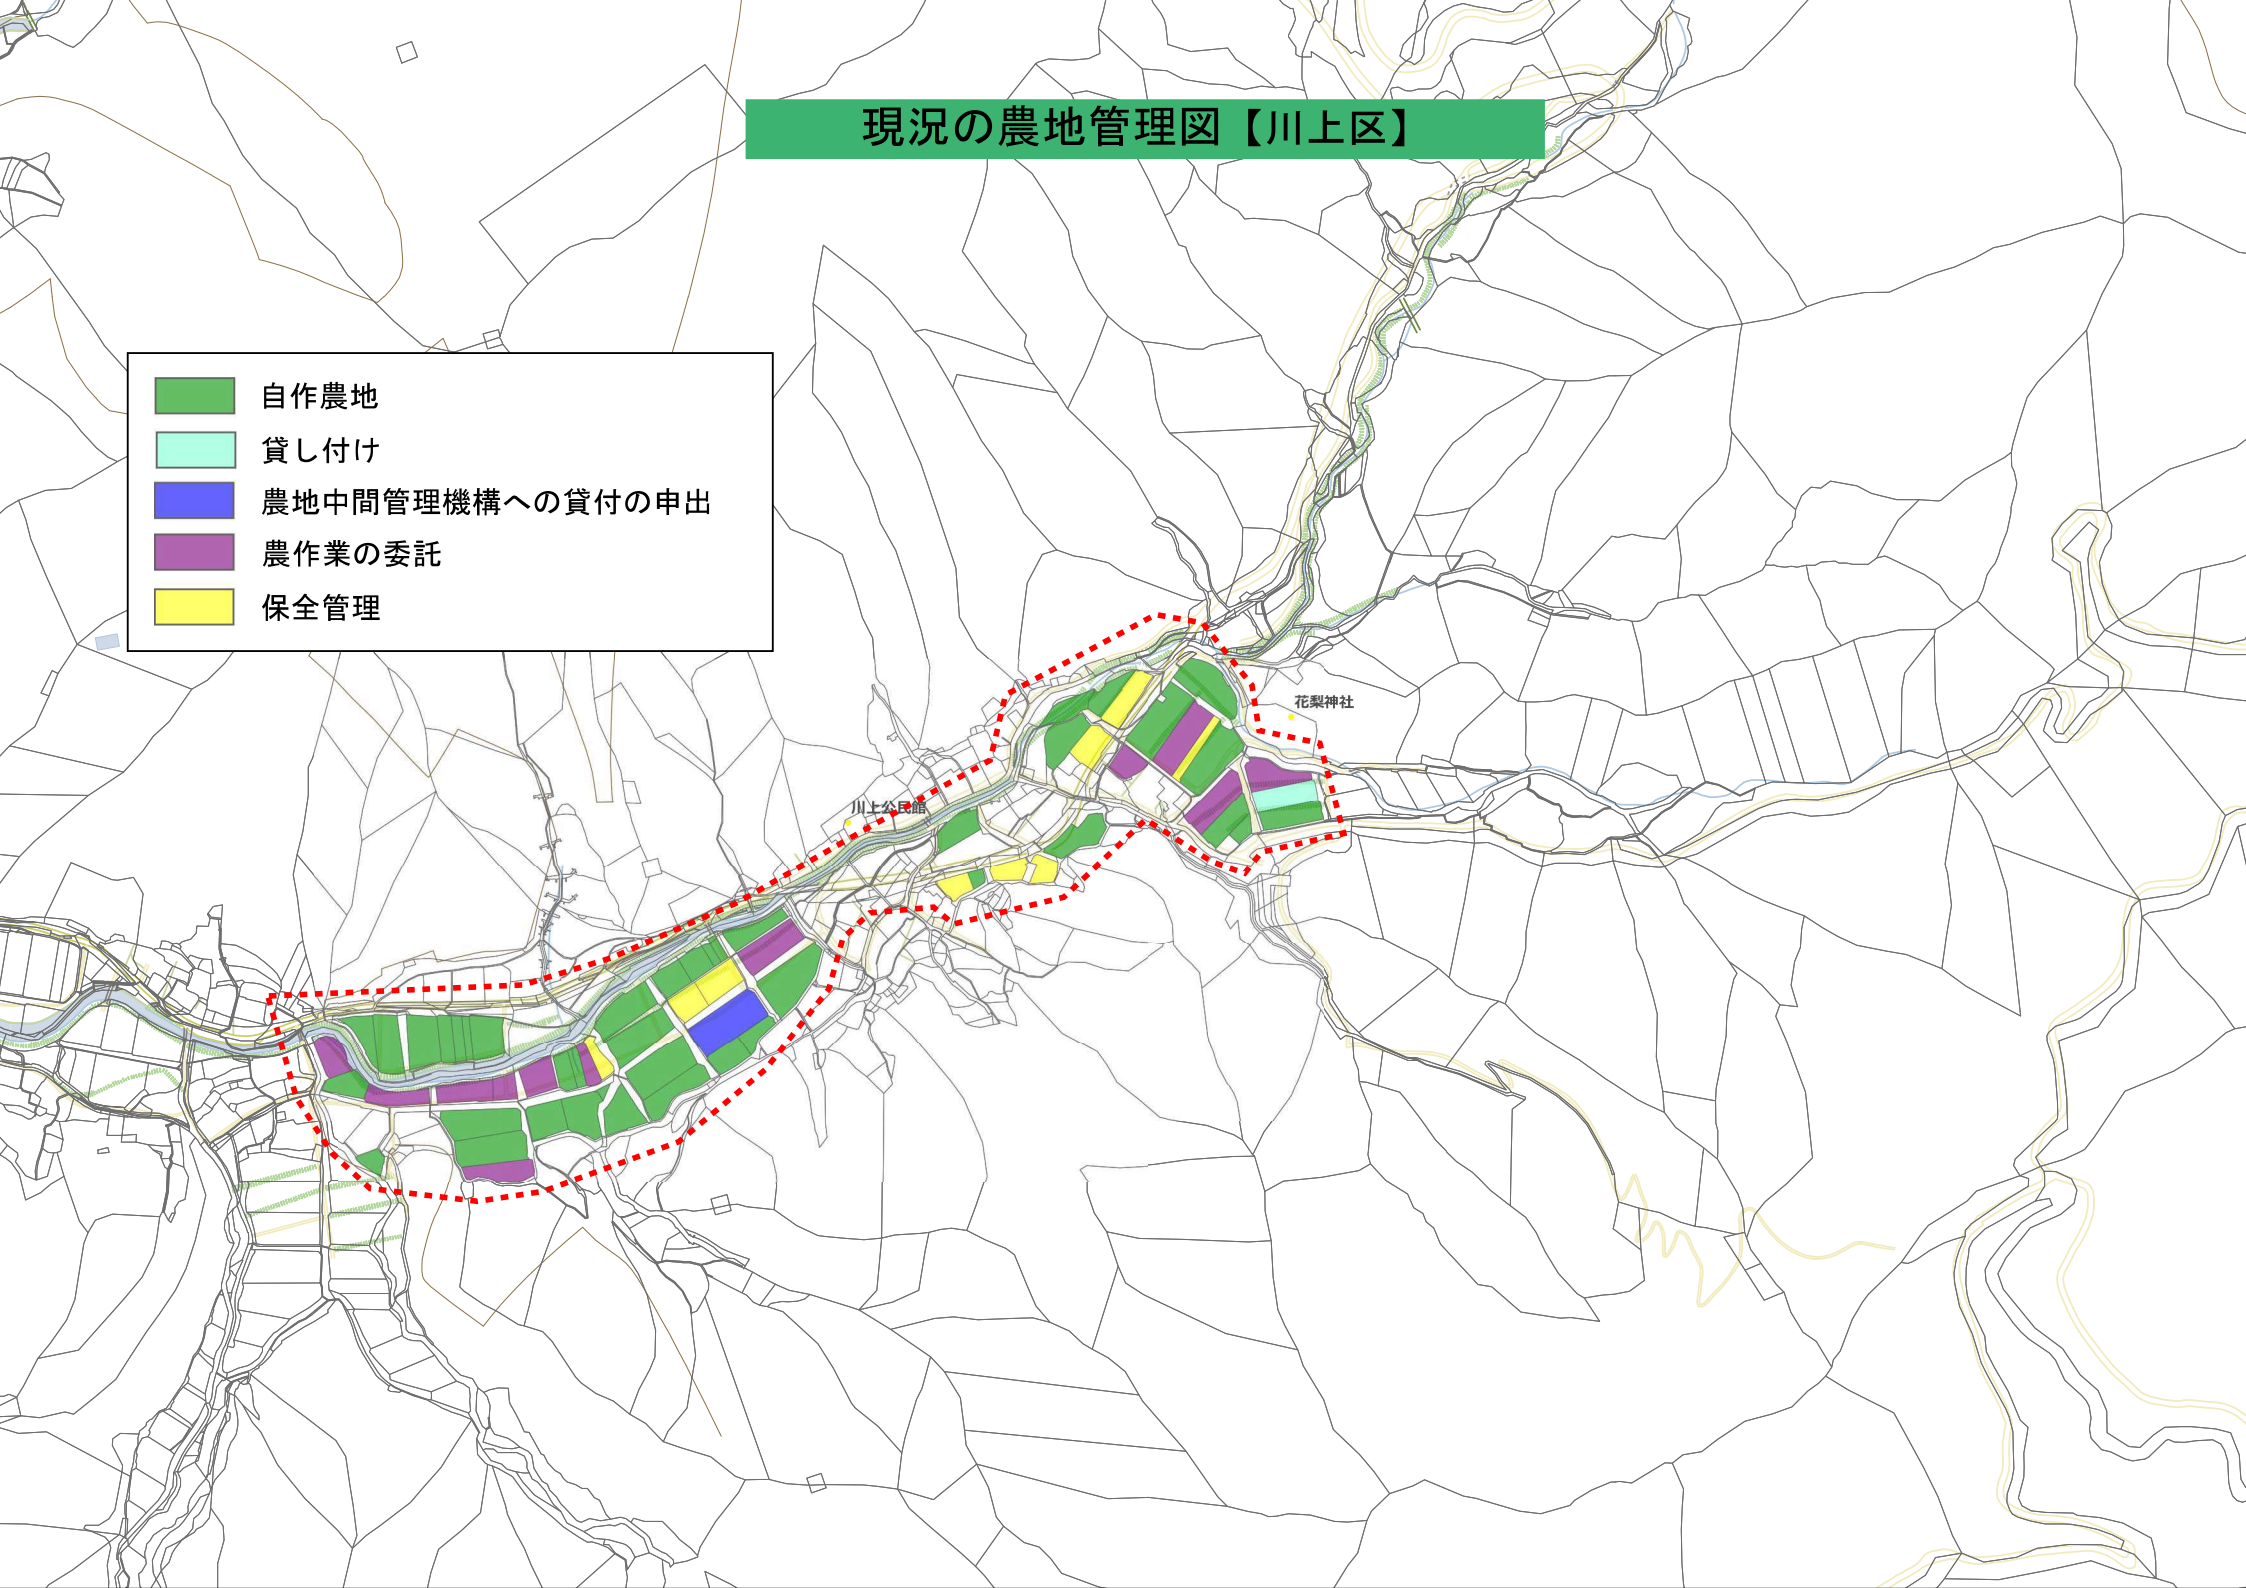 現況の農地管理図【川上区】
自作農地
貸し付け
農地中間管理機構への貸付の申出
農作業の委託
保全管理
花梨神社
川上公民館